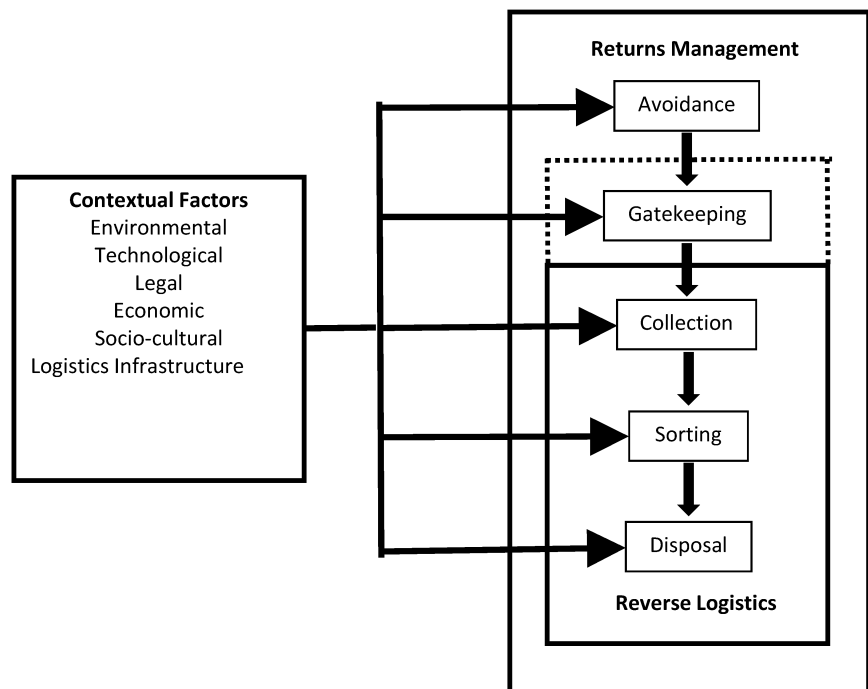 Contextual Factors
Environmental
Technological
Legal
Economic
Socio-cultural
Logistics Infrastructure
Returns Management
Avoidance
Gatekeeping
Collection
Sorting
Disposal
Reverse Logistics